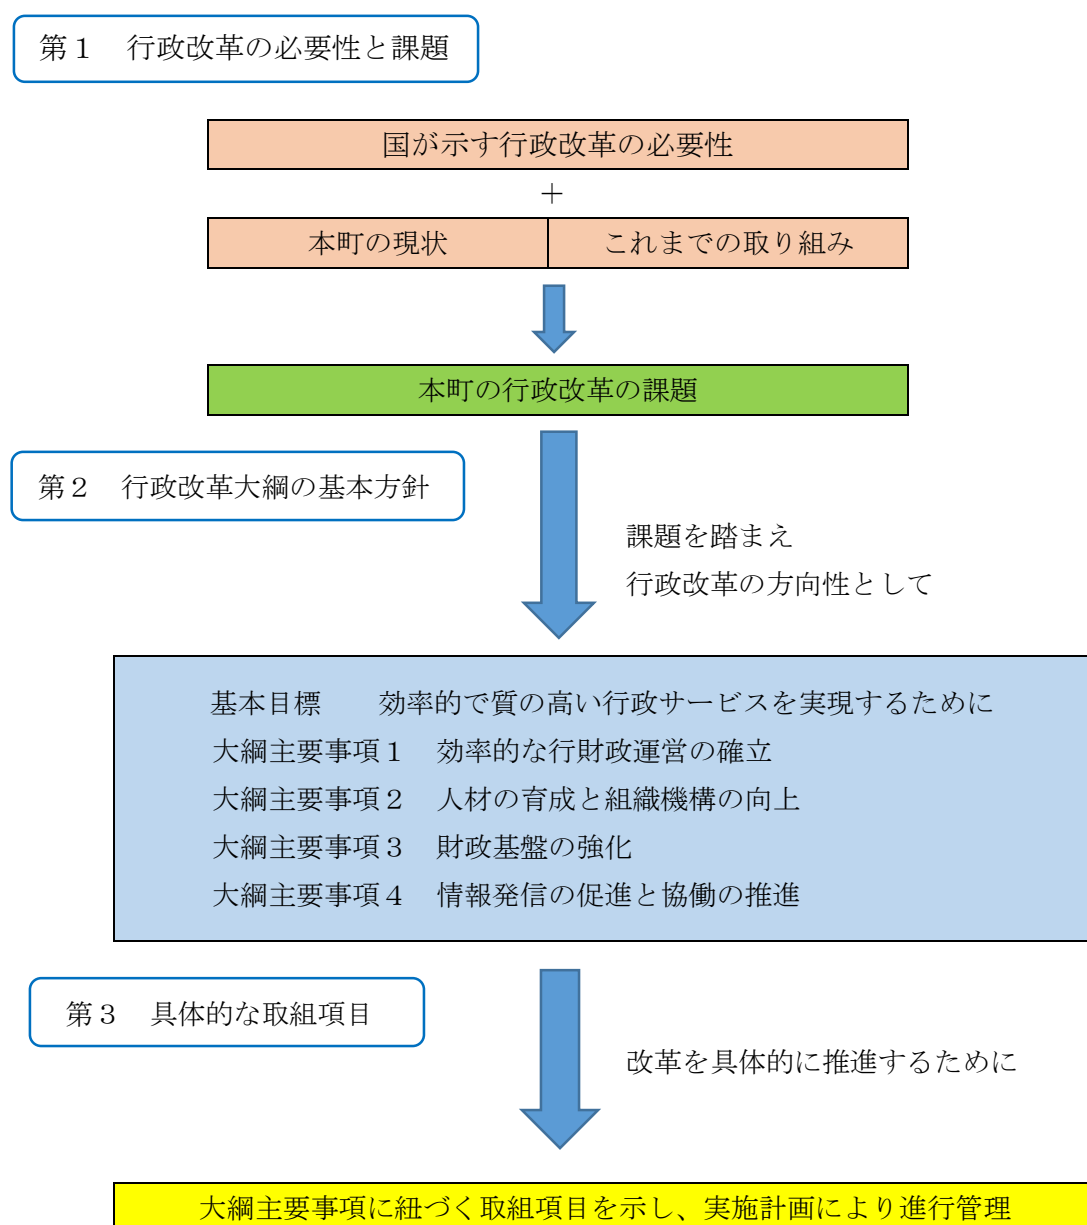 第１　行政改革の必要性と課題
国が示す行政改革の必要性
＋
本町の現状　これまでの取り組み
本町の行政改革の課題
第２　行政改革大綱の基本方針
課題を踏まえ
行政改革の方向性として
基本目標　　効率的で質の高い行政サービスを実現するために
大綱主要事項１　効率的な行財政運営の確立
大綱主要事項２　人材の育成と組織機構の向上
大綱主要事項３　財政基盤の強化
大綱主要事項４　情報発信の促進と協働の推進
第３　具体的な取組項目
改革を具体的に推進するために
大綱主要事項に紐づく取組項目を示し、実施計画により進行管理